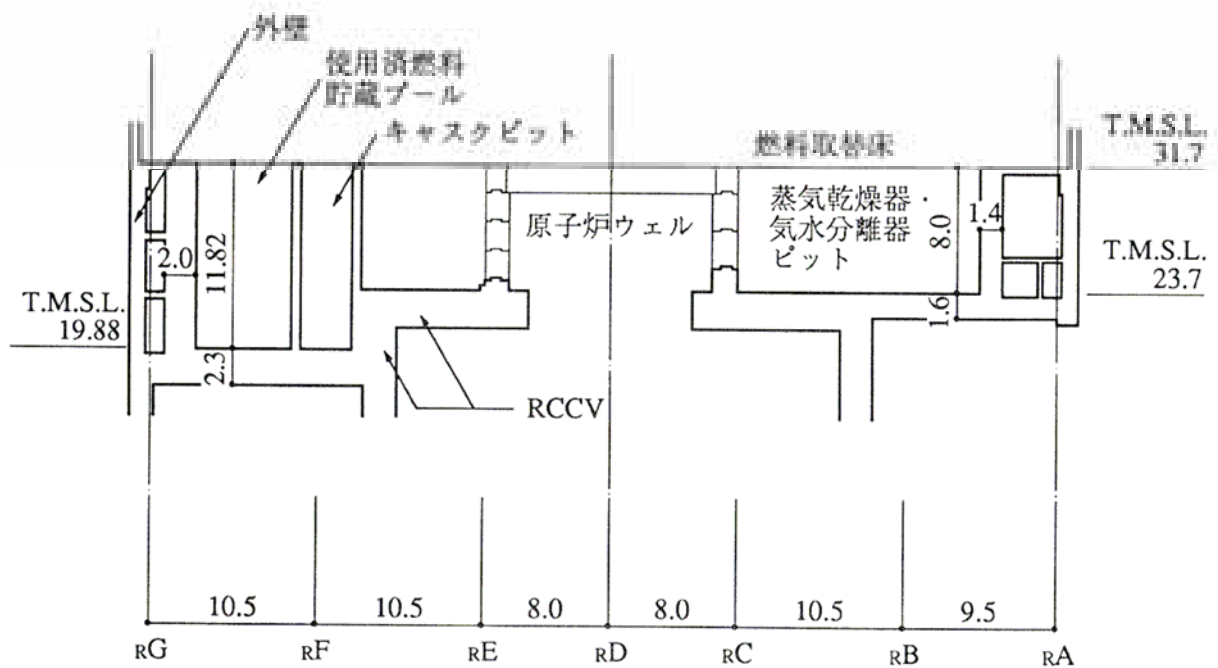 外壁
使用済燃料
貯蔵プール
キャスクピット
燃料取替床
T.M.S.L.
31.7
原子炉ウェル
蒸気乾燥器・
気水分離器
ピット
8.0
1.4
2.0
11.82
T.M.S.L.
23.7
T.M.S.L.
19.88
1.6
2.3
RCCV
10.5
10.5
8.0
8.0
10.5
9.5
RG
RF
RE
RD
RC
RB
RA